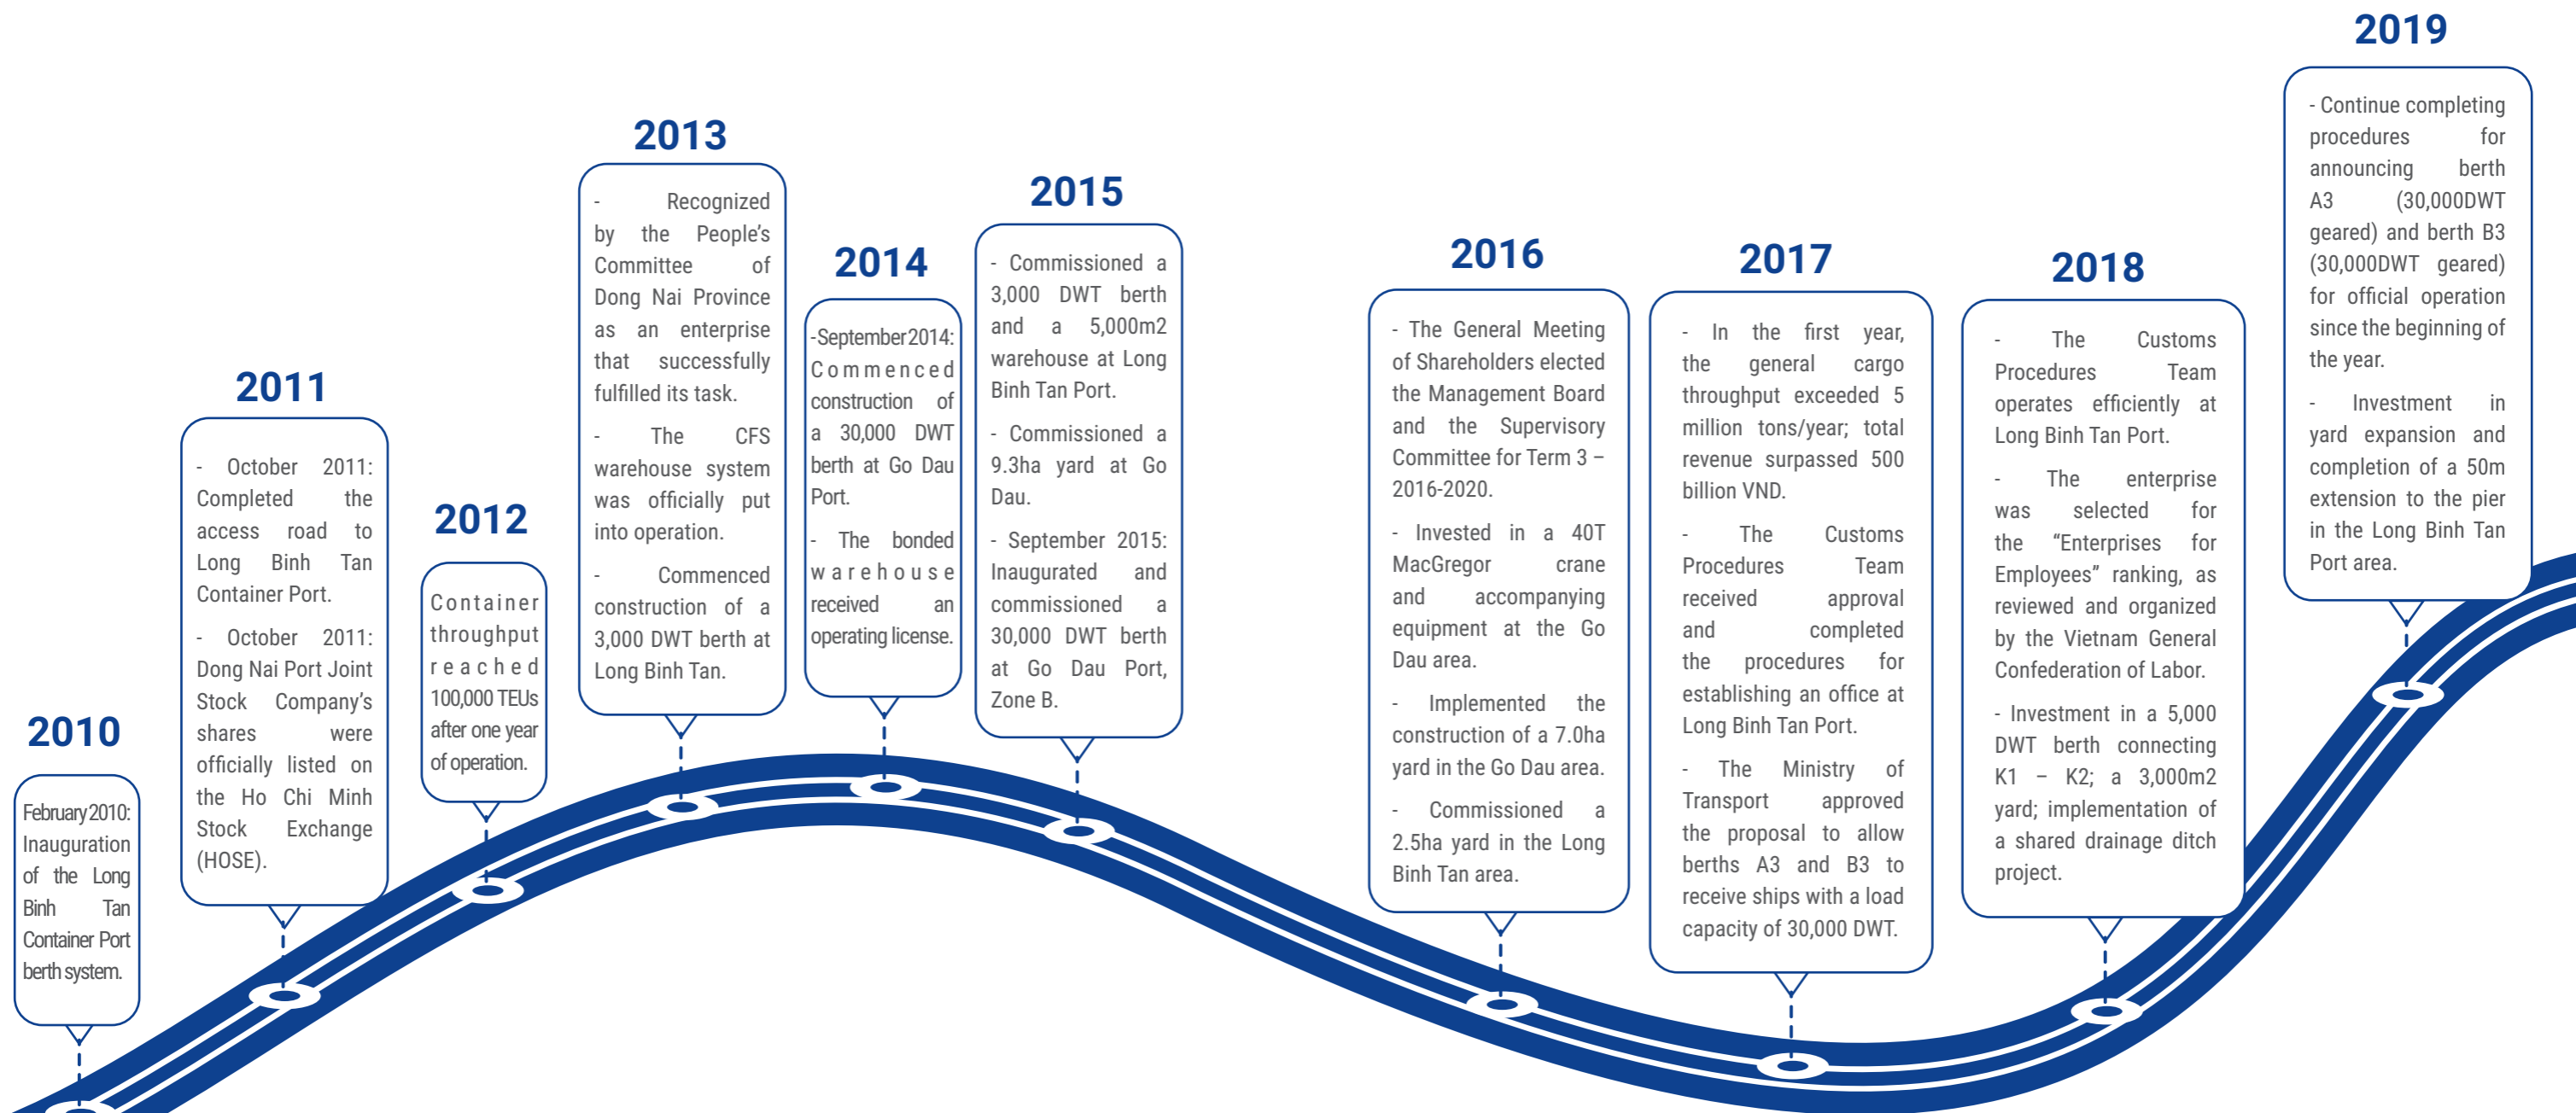 2010
February 2010:
Inauguration
of the Long
Binh Tan
Container Port
berth system.
2011
- October 2011:
Completed the
access road to
Long Binh Tan
Container Port.
- October 2011:
Dong Nai Port Joint
Stock Company's
shares were
officially listed on
the Ho Chi Minh
Stock Exchange
(HOSE).
2012
Container
throughput
reached
100,000 TEUs
after one year
of operation.
2013
- Recognized
by the People's
Committee of
Dong Nai Province
as an enterprise
that successfully
fulfilled its task.
- The CFS
warehouse system
was officially put
into operation.
- Commenced
construction of a
3,000 DWT berth at
Long Binh Tan.
2014
- September 2014:
Commenced
construction of
a 30,000 DWT
berth at Go Dau
Port.
- The bonded
warehouse
received an
operating license.
2015
- Commissioned a
3,000 DWT berth
and a 5,000m2
warehouse at Long
Binh Tan Port.
- Commissioned a
9.3ha yard at Go
Dau.
- September 2015:
Inaugurated and
commissioned a
30,000 DWT berth
at Go Dau Port,
Zone B.
2016
- The General Meeting
of Shareholders elected
the Management Board
and the Supervisory
Committee for Term 3 –
2016-2020.
- Invested in a 40T
MacGregor crane
and accompanying
equipment at the Go
Dau area.
- Implemented the
construction of a 7.0ha
yard in the Go Dau area.
- Commissioned a
2.5ha yard in the Long
Binh Tan area.
2017
- In the first year,
the general cargo
throughput exceeded 5
million tons/year; total
revenue surpassed 500
billion VND.
- The Customs
Procedures Team
received approval
and completed
the procedures for
establishing an office at
Long Binh Tan Port.
- The Ministry of
Transport approved
the proposal to allow
berths A3 and B3 to
receive ships with a load
capacity of 30,000 DWT.
2018
- The Customs
Procedures Team
operates efficiently at
Long Binh Tan Port.
- The enterprise
was selected for
the “Enterprises for
Employees” ranking, as
reviewed and organized
by the Vietnam General
Confederation of Labor.
- Investment in a 5,000
DWT berth connecting
K1 – K2; a 3,000m2
yard; implementation of
a shared drainage ditch
project.
2019
- Continue completing
procedures for
announcing berth
A3 (30,000DWT
geared) and berth B3
(30,000DWT geared)
for official operation
since the beginning of
the year.
- Investment in
yard expansion and
completion of a 50m
extension to the pier
in the Long Binh Tan
Port area.